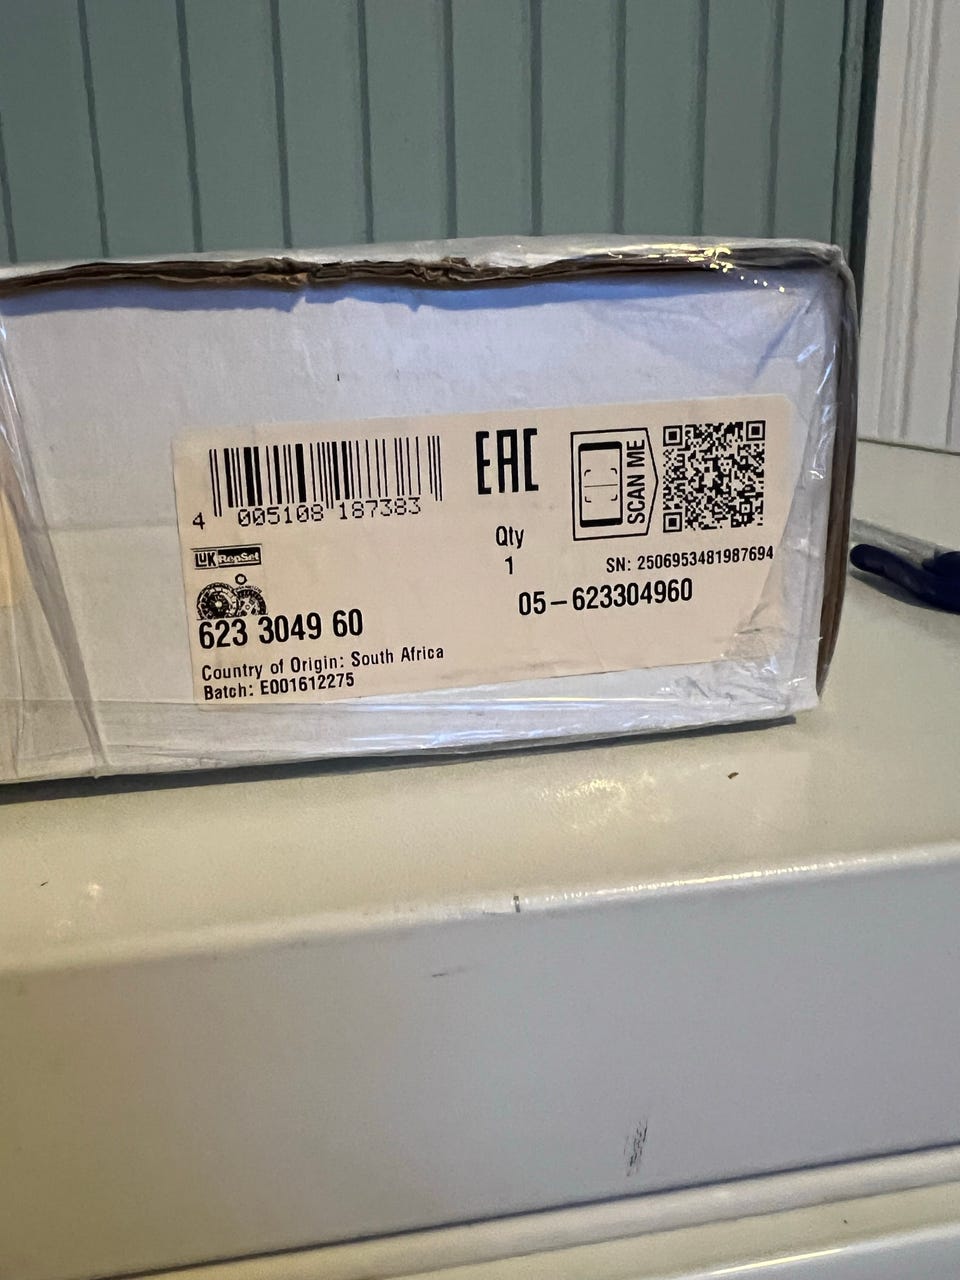 EAC
SCAN ME
4 005108 187383
Qty
1
LUK RepSet
SN: 2506953481987694
05-623304960
623 3049 60
Country of Origin: South Africa
Batch: E001612275